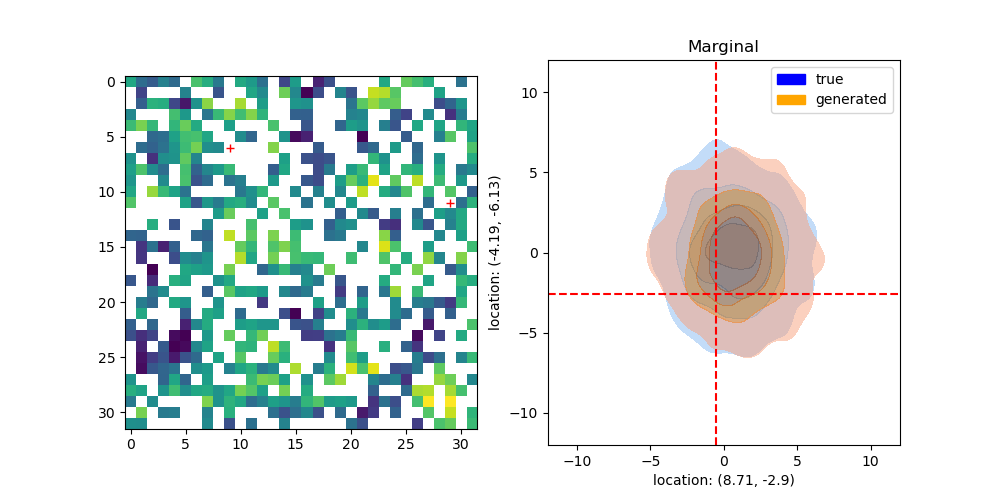 Marginal
0
5
10
15
20
25
30
0 5 10 15 20 25 30
location: (-4.19, -6.13)
10
5
0
−5
−10
true
generated
−10 −5 0 5 10
location: (8.71, -2.9)